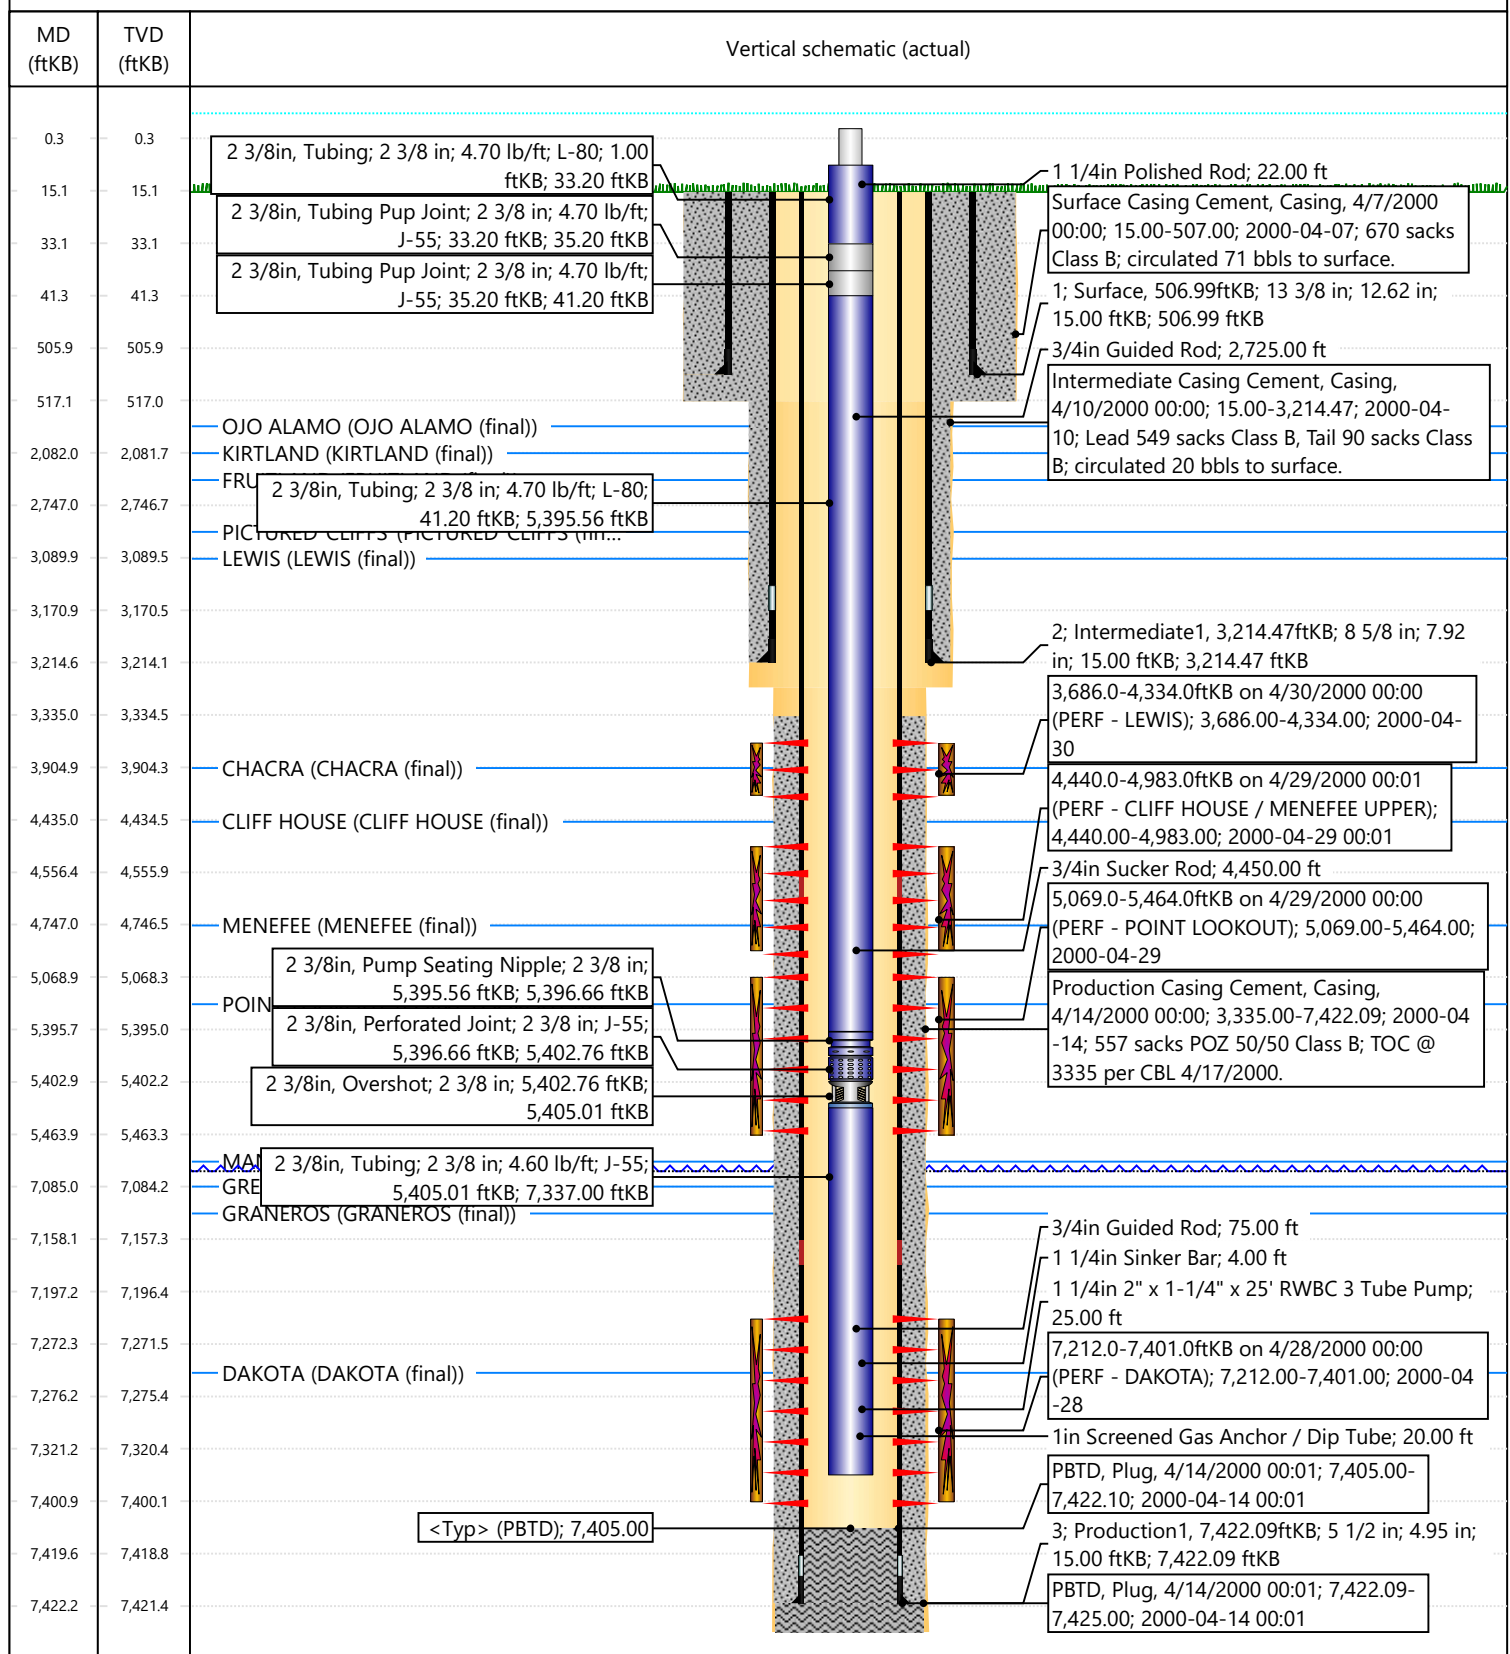 MD
(ftKB)
TVD
(ftKB)
Vertical schematic (actual)
0.3 0.3
15.1 15.1
33.1 33.1
41.3 41.3
505.9 505.9
517.1 517.0
2,082.0 2,081.7
2,747.0 2,746.7
3,089.9 3,089.5
3,170.9 3,170.5
3,214.6 3,214.1
3,335.0 3,334.5
3,904.9 3,904.3
4,435.0 4,434.5
4,556.4 4,555.9
4,747.0 4,746.5
5,068.9 5,068.3
5,395.7 5,395.0
5,402.9 5,402.2
5,463.9 5,463.3
7,085.0 7,084.2
7,158.1 7,157.3
7,197.2 7,196.4
7,272.3 7,271.5
7,276.2 7,275.4
7,321.2 7,320.4
7,400.9 7,400.1
7,419.6 7,418.8
7,422.2 7,421.4
2 3/8in, Tubing; 2 3/8 in; 4.70 lb/ft; L-80; 1.00
ftKB; 33.20 ftKB
2 3/8in, Tubing Pup Joint; 2 3/8 in; 4.70 lb/ft;
J-55; 33.20 ftKB; 35.20 ftKB
2 3/8in, Tubing Pup Joint; 2 3/8 in; 4.70 lb/ft;
J-55; 35.20 ftKB; 41.20 ftKB
OJO ALAMO (OJO ALAMO (final))
KIRTLAND (KIRTLAND (final))
FRU
2 3/8in, Tubing; 2 3/8 in; 4.70 lb/ft; L-80;
41.20 ftKB; 5,395.56 ftKB
PICTURED CLIFFS (PICTURED CLIFFS (fin...
LEWIS (LEWIS (final))
CHACRA (CHACRA (final))
CLIFF HOUSE (CLIFF HOUSE (final))
MENEFEE (MENEFEE (final))
2 3/8in, Pump Seating Nipple; 2 3/8 in;
5,395.56 ftKB; 5,396.66 ftKB
POIN
2 3/8in, Perforated Joint; 2 3/8 in; J-55;
5,396.66 ftKB; 5,402.76 ftKB
2 3/8in, Overshot; 2 3/8 in; 5,402.76 ftKB;
5,405.01 ftKB
MAN
2 3/8in, Tubing; 2 3/8 in; 4.60 lb/ft; J-55;
5,405.01 ftKB; 7,337.00 ftKB
GRE
GRANEROS (GRANEROS (final))
DAKOTA (DAKOTA (final))
<Typ> (PBTD); 7,405.00
1 1/4in Polished Rod; 22.00 ft
Surface Casing Cement, Casing, 4/7/2000
00:00; 15.00-507.00; 2000-04-07; 670 sacks
Class B; circulated 71 bbls to surface.
1; Surface, 506.99ftKB; 13 3/8 in; 12.62 in;
15.00 ftKB; 506.99 ftKB
3/4in Guided Rod; 2,725.00 ft
Intermediate Casing Cement, Casing,
4/10/2000 00:00; 15.00-3,214.47; 2000-04-
10; Lead 549 sacks Class B, Tail 90 sacks Class
B; circulated 20 bbls to surface.
2; Intermediate1, 3,214.47ftKB; 8 5/8 in; 7.92
in; 15.00 ftKB; 3,214.47 ftKB
3,686.0-4,334.0ftKB on 4/30/2000 00:00
(PERF - LEWIS); 3,686.00-4,334.00; 2000-04-
30
4,440.0-4,983.0ftKB on 4/29/2000 00:01
(PERF - CLIFF HOUSE / MENEFEE UPPER);
4,440.00-4,983.00; 2000-04-29 00:01
3/4in Sucker Rod; 4,450.00 ft
5,069.0-5,464.0ftKB on 4/29/2000 00:00
(PERF - POINT LOOKOUT); 5,069.00-5,464.00;
2000-04-29
Production Casing Cement, Casing,
4/14/2000 00:00; 3,335.00-7,422.09; 2000-04
-14; 557 sacks POZ 50/50 Class B; TOC @
3335 per CBL 4/17/2000.
3/4in Guided Rod; 75.00 ft
1 1/4in Sinker Bar; 4.00 ft
1 1/4in 2" x 1-1/4" x 25' RWBC 3 Tube Pump;
25.00 ft
7,212.0-7,401.0ftKB on 4/28/2000 00:00
(PERF - DAKOTA); 7,212.00-7,401.00; 2000-04
-28
1in Screened Gas Anchor / Dip Tube; 20.00 ft
PBTD, Plug, 4/14/2000 00:01; 7,405.00-
7,422.10; 2000-04-14 00:01
3; Production1, 7,422.09ftKB; 5 1/2 in; 4.95 in;
15.00 ftKB; 7,422.09 ftKB
PBTD, Plug, 4/14/2000 00:01; 7,422.09-
7,425.00; 2000-04-14 00:01